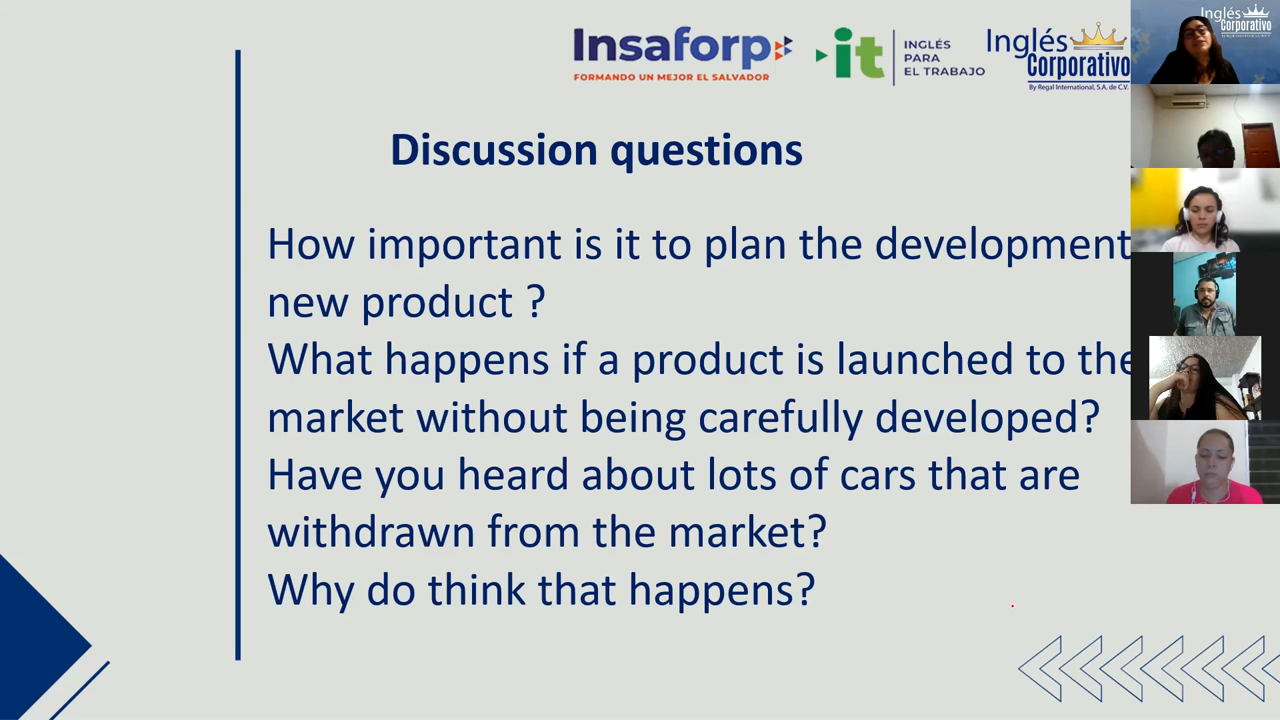 Insaforp
FORMANDO UN MEJOR EL SALVADOR
it
INGLÉS
PARA
EL TRABAJO
Inglés
Corporativo
By Regal International, S.A. de C.V.
Inglés
Corporativo
Discussion questions
How important is it to plan the development
new product ?
What happens if a product is launched to the
market without being carefully developed?
Have you heard about lots of cars that are
withdrawn from the market?
Why do think that happens?